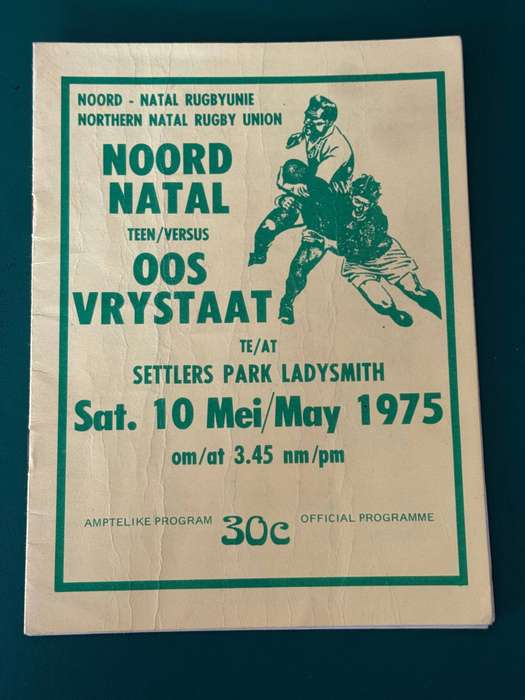 NOORD - NATAL RUGBYUNIE
NORTHERN NATAL RUGBY UNION
NOORD
NATAL
TEEN/VERSUS
OOS
VRYSTAAT
TE/AT
SETTLERS PARK LADYSMITH
Sat. 10 Mei/May 1975
om/at 3.45 nm/pm
AMPTELIKE PROGRAM 30c OFFICIAL PROGRAMME